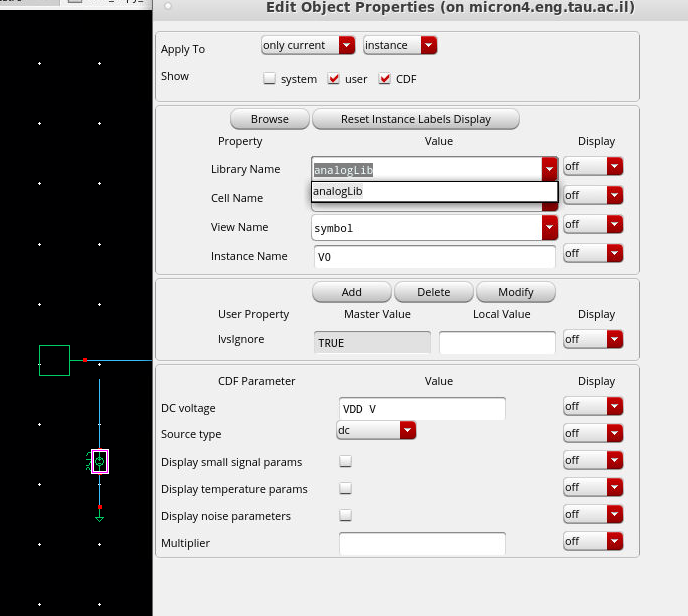 Edit Object Properties (on micron4.eng.tau.ac.il)
Apply To only current instance
Show system user CDF
Browse Reset Instance Labels Display
Property Value Display
Library Name analogLib off
analogLib
Cell Name off
View Name symbol off
Instance Name V0 off
Add Delete Modify
User Property Master Value Local Value Display
lvsIgnore TRUE off
CDF Parameter Value Display
DC voltage VDD V off
Source type dc off
Display small signal params off
Display temperature params off
Display noise parameters off
Multiplier off